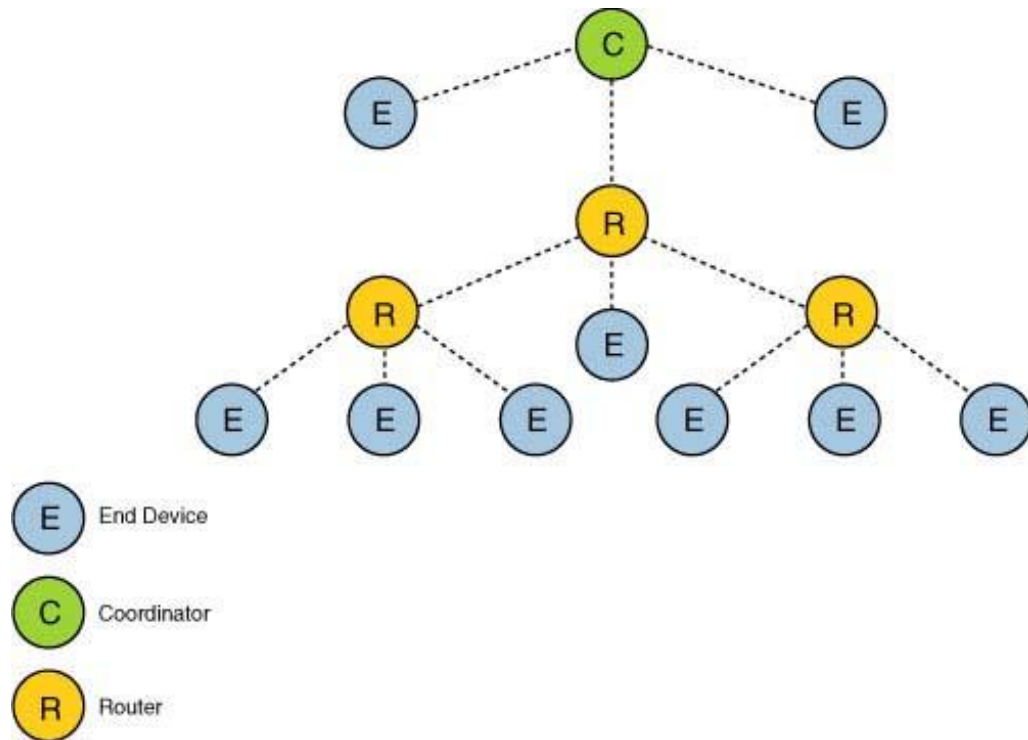 C
E E
R
R R
E
E E E E E E
E End Device
C Coordinator
R Router